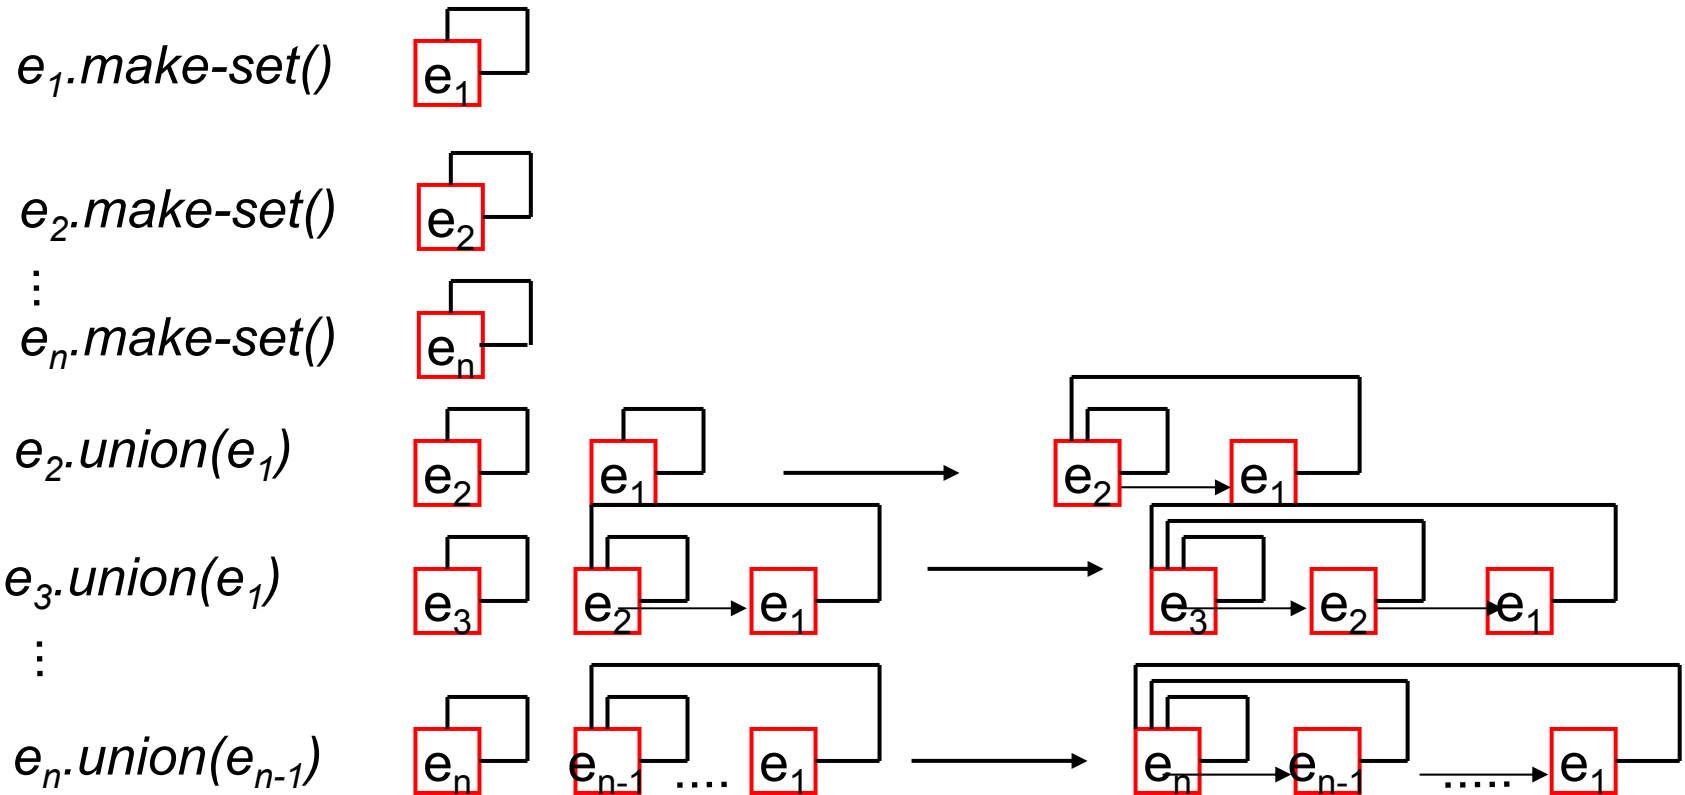 e₁.make-set() e₁
e₂.make-set() e₂
⋮
eₙ.make-set() eₙ
e₂.union(e₁) e₂ e₁ e₂ e₁
e₃.union(e₁) e₃ e₂ e₁ e₃ e₂ e₁
⋮
eₙ.union(eₙ₋₁) eₙ eₙ₋₁ .... e₁ eₙ eₙ₋₁ ..... e₁